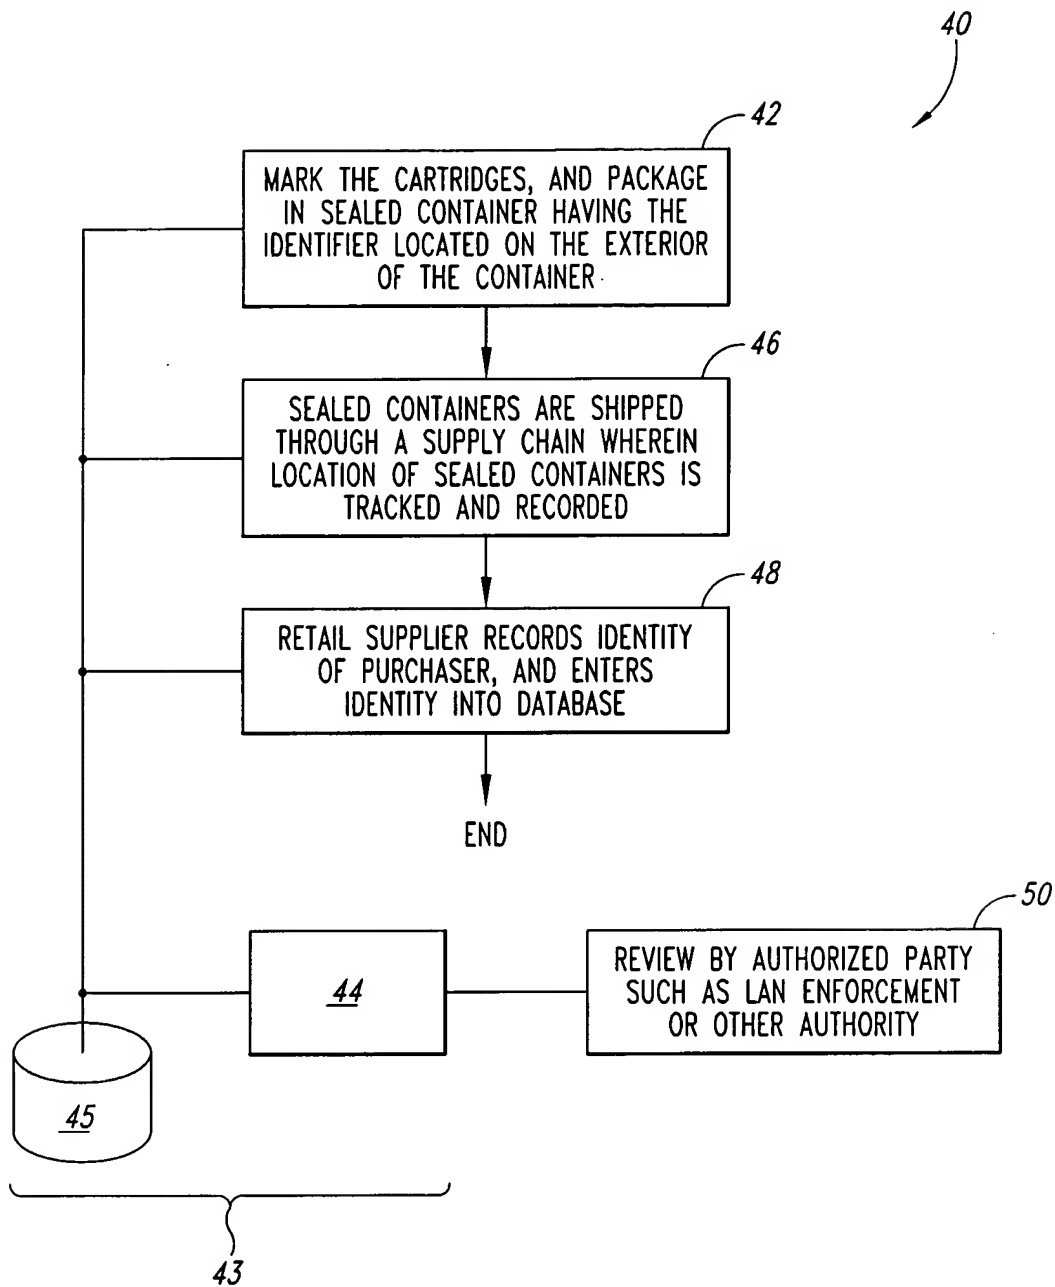 40
42
MARK THE CARTRIDGES, AND PACKAGE
IN SEALED CONTAINER HAVING THE
IDENTIFIER LOCATED ON THE EXTERIOR
OF THE CONTAINER
46
SEALED CONTAINERS ARE SHIPPED
THROUGH A SUPPLY CHAIN WHEREIN
LOCATION OF SEALED CONTAINERS IS
TRACKED AND RECORDED
48
RETAIL SUPPLIER RECORDS IDENTITY
OF PURCHASER, AND ENTERS
IDENTITY INTO DATABASE
END
50
44
REVIEW BY AUTHORIZED PARTY
SUCH AS LAN ENFORCEMENT
OR OTHER AUTHORITY
45
43